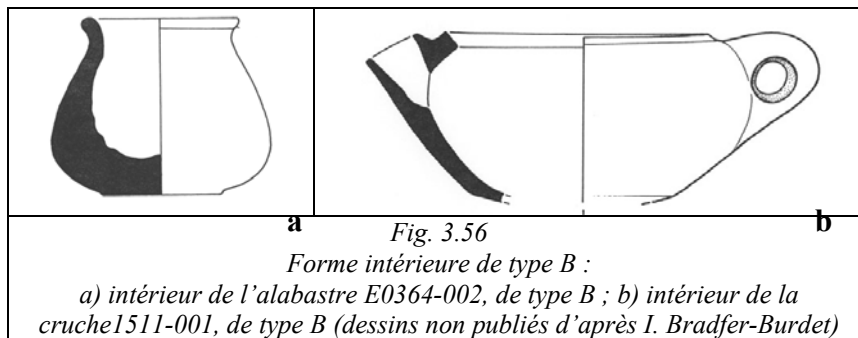 a
b
Fig. 3.56
Forme intérieure de type B :
a) intérieur de l'alabastre E0364-002, de type B ; b) intérieur de la
cruche1511-001, de type B (dessins non publiés d'après I. Bradfer-Burdet)